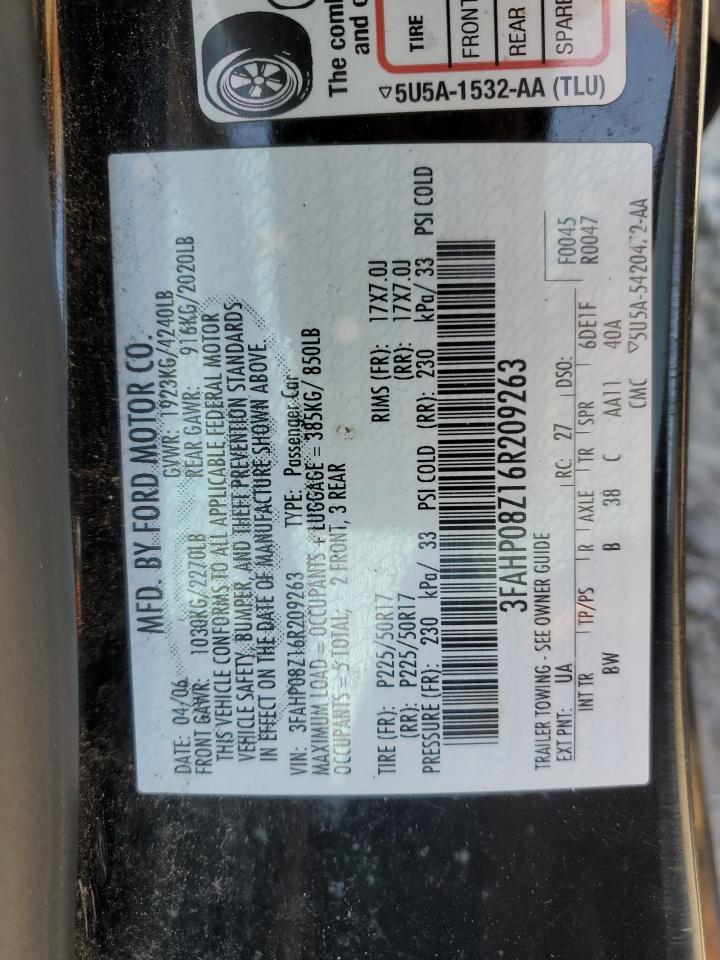 The comb
and c
TIRE
FRONT
REAR
SPARE
▽5U5A-1532-AA (TLU)
MFD. BY FORD MOTOR CO.
DATE: 04/06 GVWR: 1923KG/4240LB
FRONT GAWR: 1030KG/2270LB REAR GAWR: 916KG/2020LB
THIS VEHICLE CONFORMS TO ALL APPLICABLE FEDERAL MOTOR
VEHICLE SAFETY, BUMPER, AND THEFT PREVENTION STANDARDS
IN EFFECT ON THE DATE OF MANUFACTURE SHOWN ABOVE.
VIN: 3FAHP08Z16R209263 TYPE: Passenger Car
MAXIMUM LOAD = OCCUPANTS + LUGGAGE = 385KG/ 850LB
OCCUPANTS = 5 TOTAL; - 2 FRONT, 3 REAR
TIRE (FR): P225/50R17 RIMS (FR): 17X7.0J
(RR): P225/50R17 (RR): 17X7.0J
PRESSURE (FR): 230 kPa/ 33 PSI COLD (RR): 230 kPa/ 33 PSI COLD
3FAHP08Z16R209263
TRAILER TOWING - SEE OWNER GUIDE F0045
EXT PNT: UA RC: 27 DSO: R0047
INT TR TP/PS R AXLE TR SPR 6DE1F
BW B 38 C AA11 40A
CMC ▽5U5A-5420472-AA